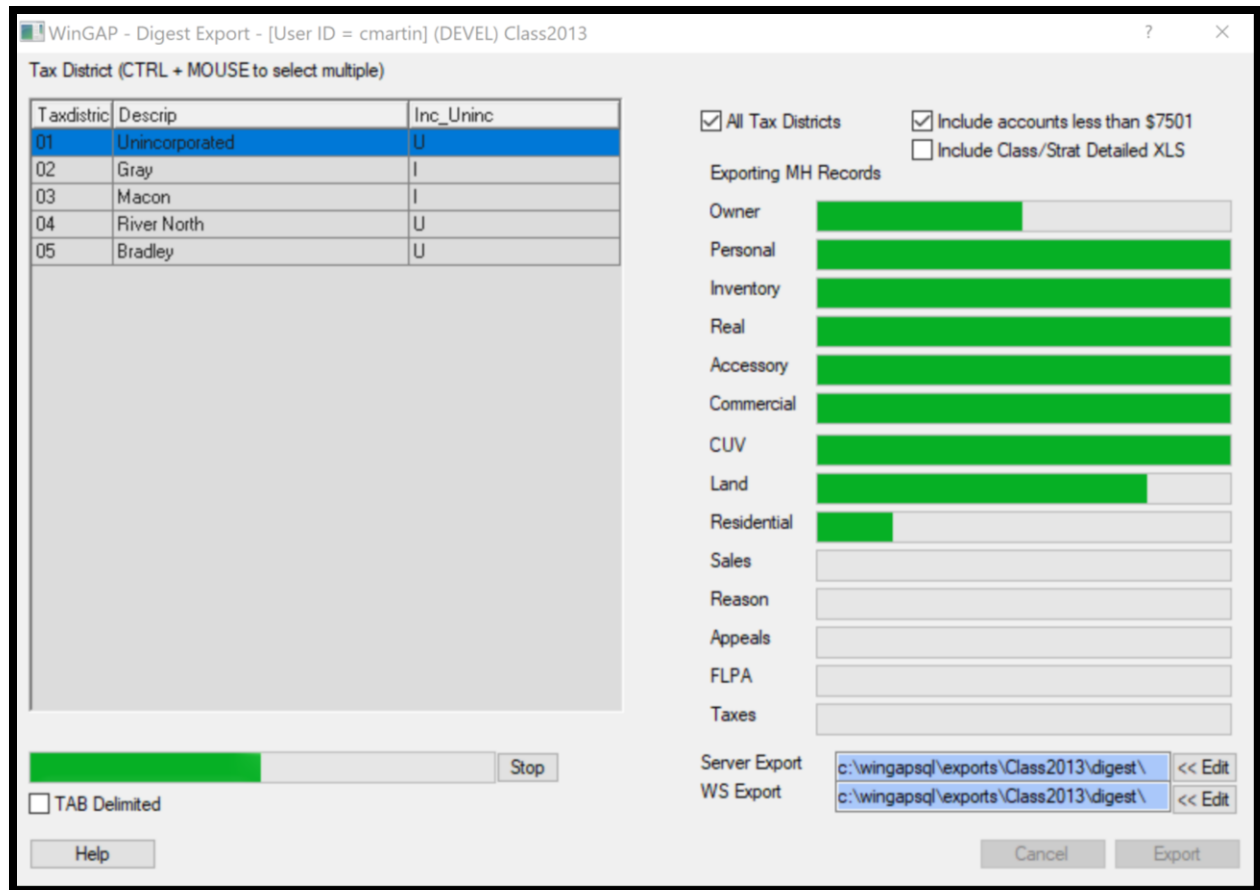 WinGAP - Digest Export - [User ID = cmartin] (DEVEL) Class2013
? ×
Tax District (CTRL + MOUSE to select multiple)
Taxdistric Descrip Inc_Uninc
01 Unincorporated U
02 Gray I
03 Macon I
04 River North U
05 Bradley U
All Tax Districts
Include accounts less than $7501
Include Class/Strat Detailed XLS
Exporting MH Records
Owner
Personal
Inventory
Real
Accessory
Commercial
CUV
Land
Residential
Sales
Reason
Appeals
FLPA
Taxes
Stop
TAB Delimited
Server Export c:\wingapsql\exports\Class2013\digest\ << Edit
WS Export c:\wingapsql\exports\Class2013\digest\ << Edit
Help
Cancel Export